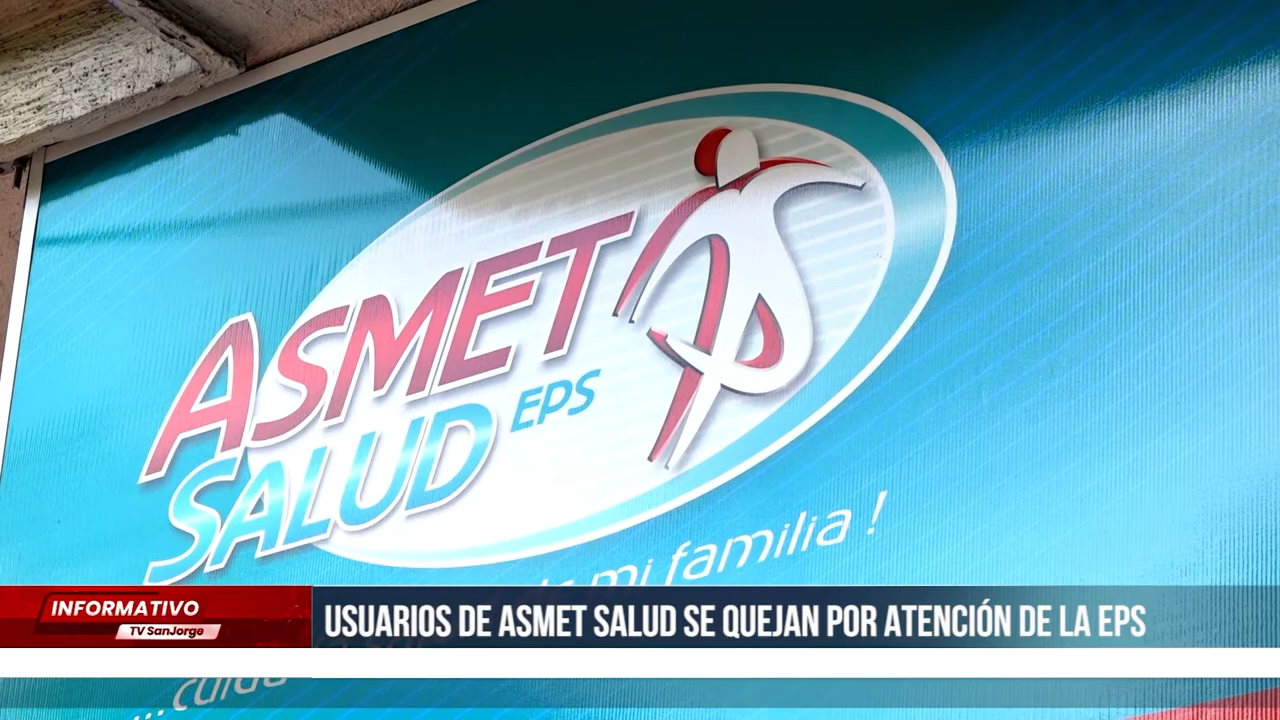 ASMET
SALUD EPS
mi familia !
INFORMATIVO
TV SanJorge
USUARIOS DE ASMET SALUD SE QUEJAN POR ATENCIÓN DE LA EPS